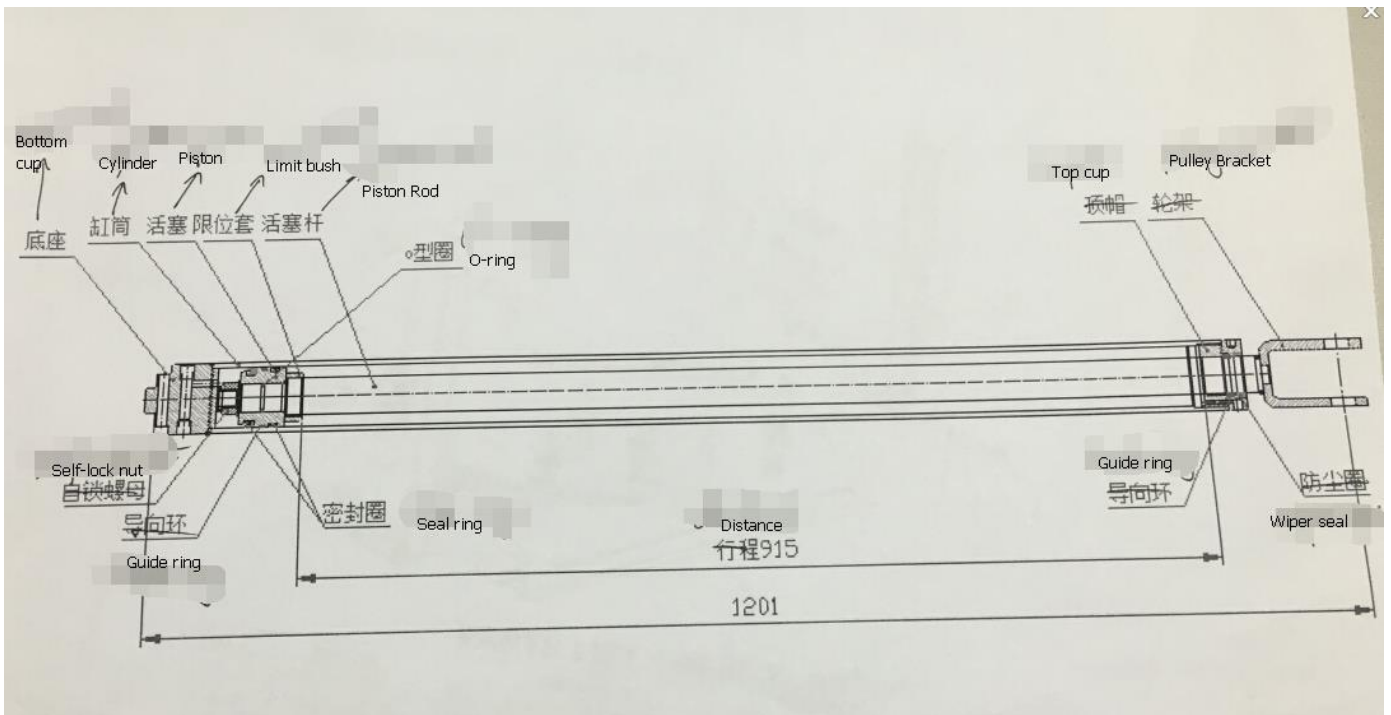 Bottom
cup
Cylinder
Piston
Limit bush
Piston Rod
Top cup
Pulley Bracket
底座
缸筒
活塞
限位套
活塞杆
o型圈
O-ring
顶帽
轮架
Self-lock nut
自锁螺母
导向环
Guide ring
密封圈
Seal ring
Distance
行程915
Guide ring
导向环
防尘圈
Wiper seal
1201